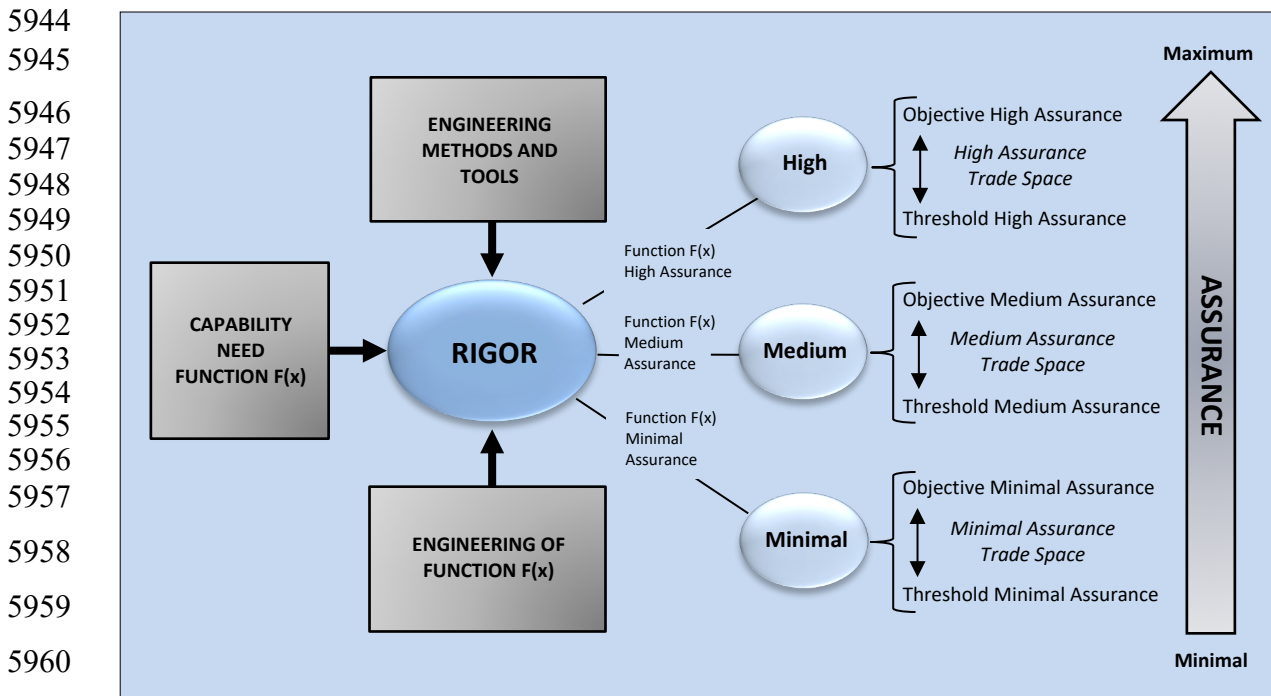 5944
5945
5946
5947
5948
5949
5950
5951
5952
5953
5954
5955
5956
5957
5958
5959
5960
ENGINEERING
METHODS AND
TOOLS
CAPABILITY
NEED
FUNCTION F(x)
RIGOR
ENGINEERING OF
FUNCTION F(x)
Function F(x)
High Assurance
Function F(x)
Medium
Assurance
Function F(x)
Minimal
Assurance
High
Objective High Assurance
High Assurance
Trade Space
Threshold High Assurance
Medium
Objective Medium Assurance
Medium Assurance
Trade Space
Threshold Medium Assurance
Minimal
Objective Minimal Assurance
Minimal Assurance
Trade Space
Threshold Minimal Assurance
Maximum
ASSURANCE
Minimal